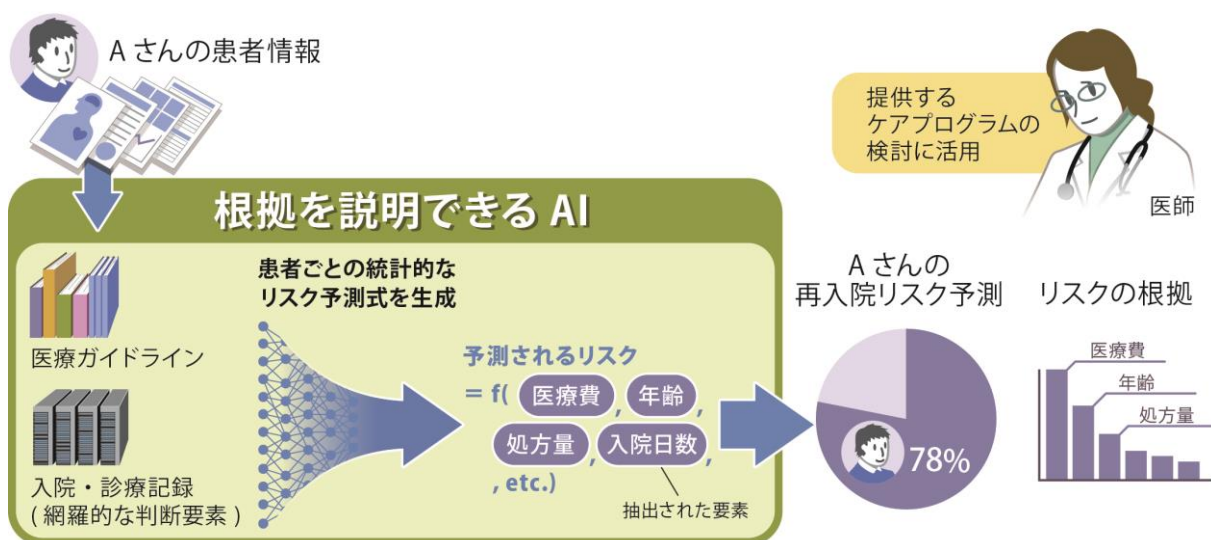 Aさんの患者情報
提供する
ケアプログラムの
検討に活用
医師
根拠を説明できる AI
医療ガイドライン
入院・診療記録
(網羅的な判断要素)
患者ごとの統計的な
リスク予測式を生成
予測されるリスク
= f( 医療費 , 年齢 ,
処方量 , 入院日数 ,
, etc.)
抽出された要素
Aさんの
再入院リスク予測
78%
リスクの根拠
医療費
年齢
処方量